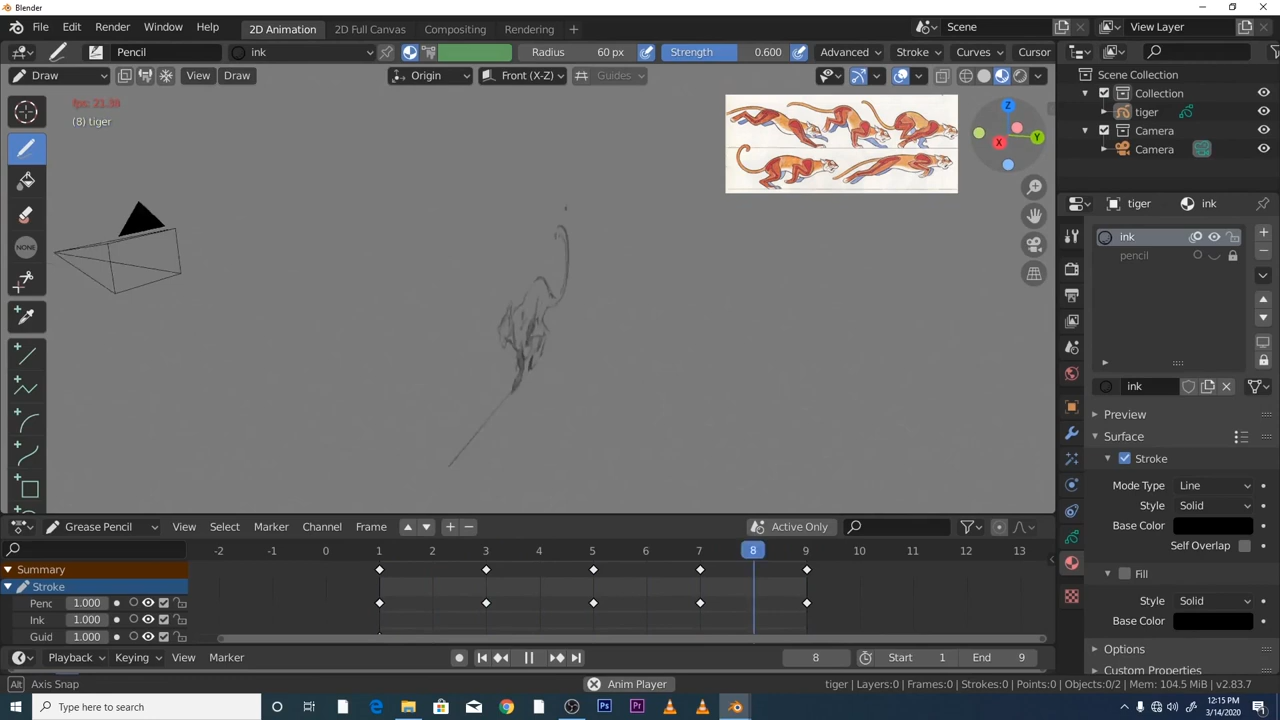 Blender
File Edit Render Window Help 2D Animation 2D Full Canvas Compositing Rendering + Scene View Layer
Pencil ink Radius 60 px Strength 0.600 Advanced Stroke Curves Cursor
Draw View Draw Origin Front (X-Z) Guides
Scene Collection
Collection
tiger
Camera
Camera
(8) tiger
Z
Y
X
NONE
tiger ink
ink
pencil
ink
Preview
Surface
Stroke
Mode Type Line
Style Solid
Base Color
Self Overlap
Fill
Style Solid
Base Color
Options
Custom Properties
Grease Pencil View Select Marker Channel Frame Active Only
-2 -1 0 1 2 3 4 5 6 7 8 9 10 11 12 13
Summary
Stroke
Penc 1.000
Ink 1.000
Guid 1.000
Playback Keying View Marker 8 Start 1 End 9
Alt Axis Snap Anim Player tiger | Layers:0 | Frames:0 | Strokes:0 | Points:0 | Objects:0/2 | Mem: 104.5 MiB | v2.83.7
Type here to search
12:15 PM
3/14/2020